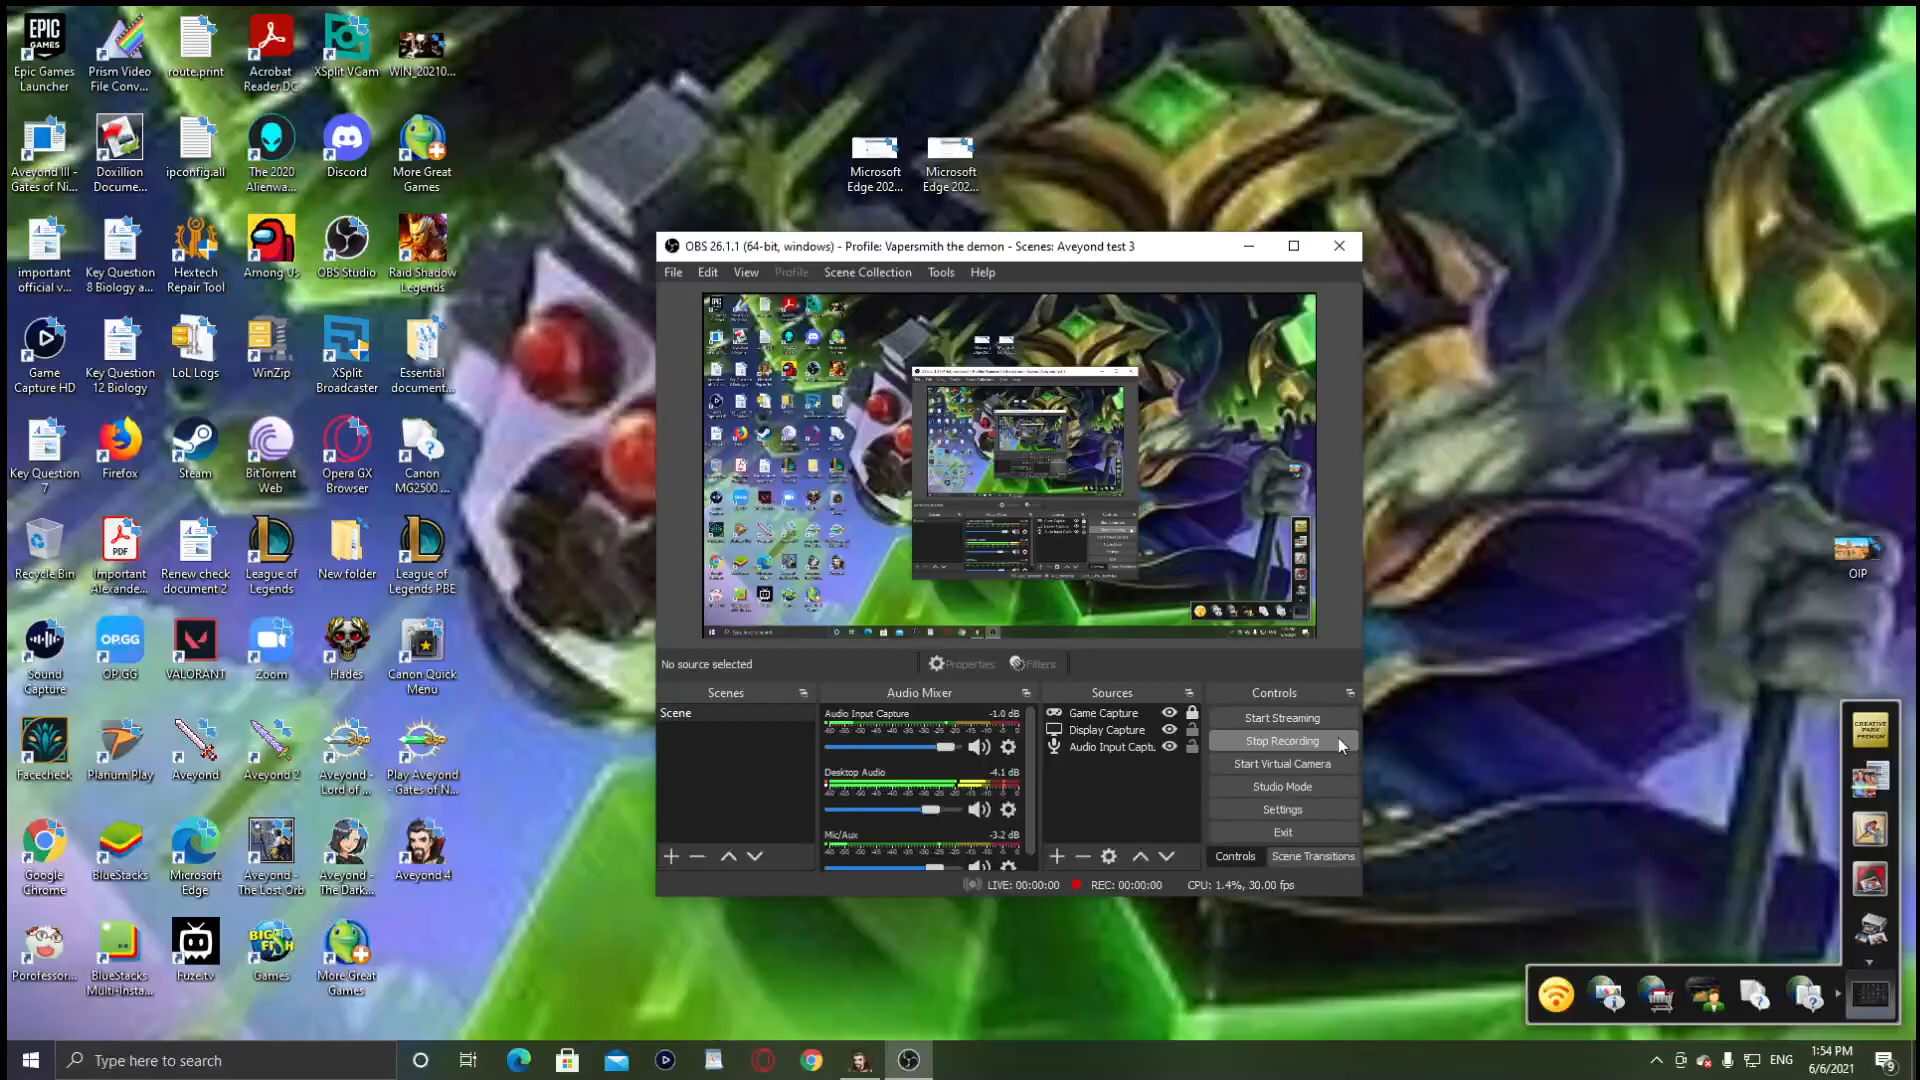 Epic Games
Launcher
Prism Video
File Conv...
route.print
Acrobat
Reader DC
XSplit VCam
WIN_20210...
Aveyond III -
Gates of Ni...
Doxillion
Docume...
ipconfig.all
The 2020
Alienwa...
Discord
More Great
Games
Microsoft
Edge 202...
Microsoft
Edge 202...
important
official v...
Key Question
8 Biology a...
Hextech
Repair Tool
Among Us
OBS Studio
Raid Shadow
Legends
Game
Capture HD
Key Question
12 Biology
LoL Logs
WinZip
XSplit
Broadcaster
Essential
document...
Key Question
7
Firefox
Steam
BitTorrent
Web
Opera GX
Browser
Canon
MG2500 ...
Recycle Bin
Important
Alexande...
Renew check
document 2
League of
Legends
New folder
League of
Legends PBE
Sound
Capture
OP.GG
VALORANT
Zoom
Hades
Canon Quick
Menu
Facecheck
Plarium Play
Aveyond
Aveyond 2
Aveyond -
Lord of ...
Play Aveyond
- Gates of N...
Google
Chrome
BlueStacks
Microsoft
Edge
Aveyond -
The Lost Orb
Aveyond -
The Dark...
Aveyond 4
Porofessor...
BlueStacks
Multi-Insta...
Fuze.tv
Games
More Great
Games
OIP
OBS 26.1.1 (64-bit, windows) - Profile: Vapersmith the demon - Scenes: Aveyond test 3
File Edit View Profile Scene Collection Tools Help
No source selected
Properties
Filters
Scenes
Audio Mixer
Sources
Controls
Scene
Audio Input Capture -1.0 dB
Desktop Audio -4.1 dB
Mic/Aux -3.2 dB
Game Capture
Display Capture
Audio Input Captu
Start Streaming
Stop Recording
Start Virtual Camera
Studio Mode
Settings
Exit
Controls Scene Transitions
LIVE: 00:00:00 REC: 00:00:00 CPU: 1.4%, 30.00 fps
CREATIVE
PARK
PREMIUM
Type here to search
ENG
1:54 PM
6/6/2021
9